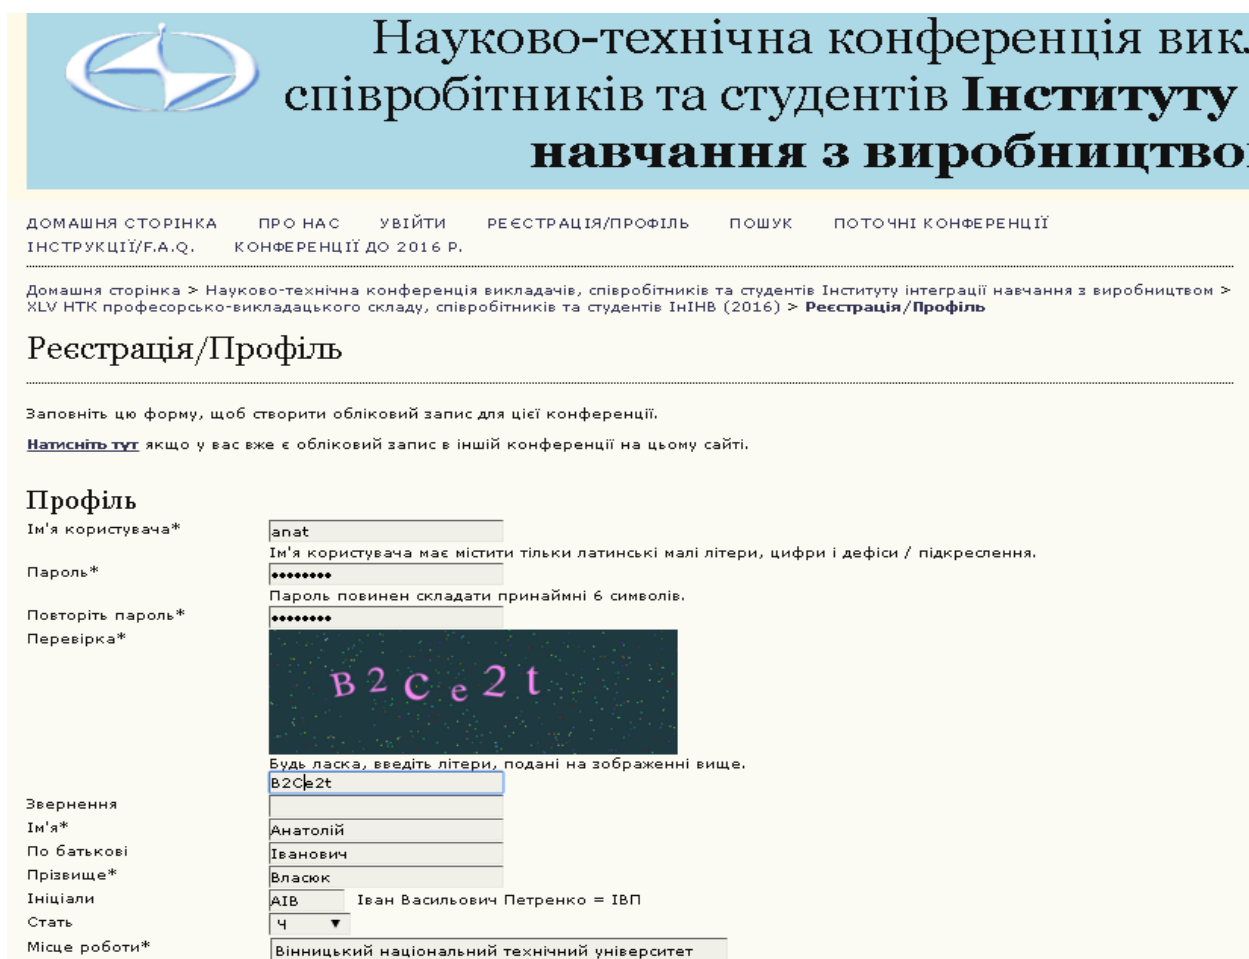 Науково-технічна конференція вик
співробітників та студентів Інституту
навчання з виробництво
ДОМАШНЯ СТОРІНКА ПРО НАС УВІЙТИ РЕЄСТРАЦІЯ/ПРОФІЛЬ ПОШУК ПОТОЧНІ КОНФЕРЕНЦІЇ
ІНСТРУКЦІЇ/F.A.Q. КОНФЕРЕНЦІЇ ДО 2016 Р.
Домашня сторінка > Науково-технічна конференція викладачів, співробітників та студентів Інституту інтеграції навчання з виробництвом >
XLV НТК професорсько-викладацького складу, співробітників та студентів ІнІНВ (2016) > Реєстрація/Профіль
Реєстрація/Профіль
Заповніть цю форму, щоб створити обліковий запис для цієї конференції.
Натисніть тут якщо у вас вже є обліковий запис в іншій конференції на цьому сайті.
Профіль
Ім'я користувача* anat
Ім'я користувача має містити тільки латинські малі літери, цифри і дефіси / підкреслення.
Пароль* ••••••••
Пароль повинен складати принаймні 6 символів.
Повторіть пароль* ••••••••
Перевірка*
B2Ce2t
Будь ласка, введіть літери, подані на зображенні вище.
B2Ce2t
Звернення
Ім'я* Анатолій
По батькові Іванович
Прізвище* Власюк
Ініціали АІВ Іван Васильович Петренко = ІВП
Стать Ч ▼
Місце роботи* Вінницький національний технічний університет